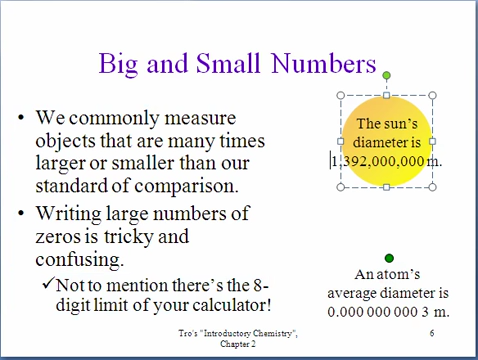 Big and Small Numbers
• We commonly measure
objects that are many times
larger or smaller than our
standard of comparison.
• Writing large numbers of
zeros is tricky and
confusing.
✓Not to mention there's the 8-
digit limit of your calculator!
The sun's
diameter is
1,392,000,000 m.
An atom's
average diameter is
0.000 000 000 3 m.
Tro's "Introductory Chemistry",
Chapter 2
6